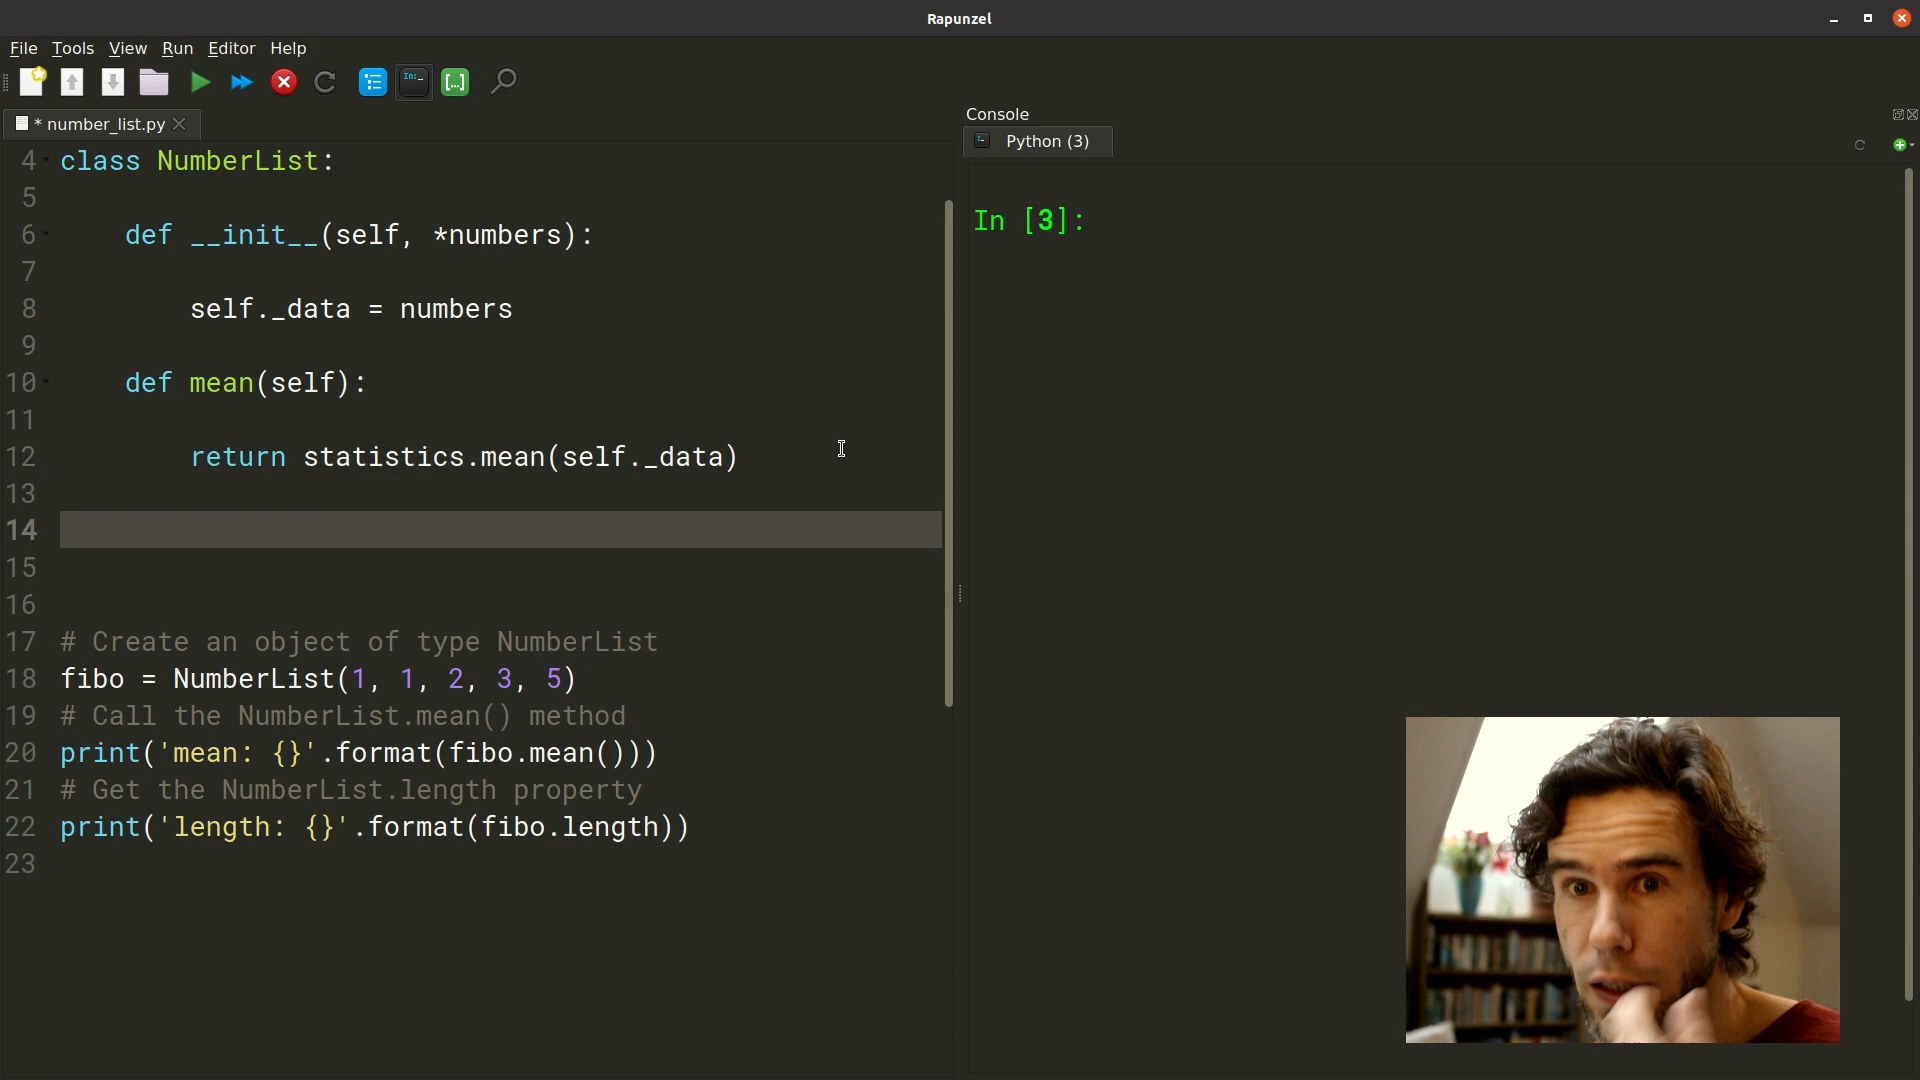 Rapunzel
File Tools View Run Editor Help
In:_
[...]
* number_list.py
Console
Python (3)
4 class NumberList:
5
6 def __init__(self, *numbers):
7
8 self._data = numbers
9
10 def mean(self):
11
12 return statistics.mean(self._data)
13
14
15
16
17 # Create an object of type NumberList
18 fibo = NumberList(1, 1, 2, 3, 5)
19 # Call the NumberList.mean() method
20 print('mean: {}'.format(fibo.mean()))
21 # Get the NumberList.length property
22 print('length: {}'.format(fibo.length))
23
In [3]: